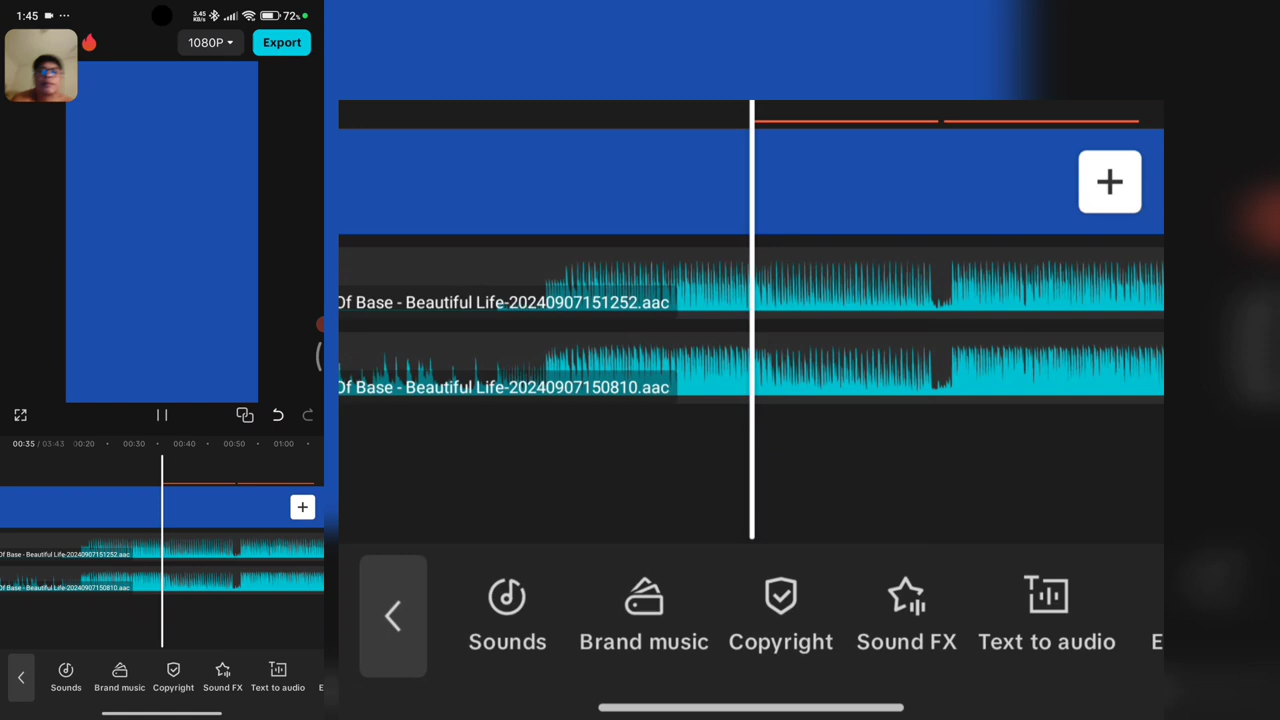 1:45 3.45 KB/s 72%
1080P Export
00:35 / 03:43 00:20 00:30 00:40 00:50 01:00
Of Base - Beautiful Life-20240907151252.aac
Of Base - Beautiful Life-20240907150810.aac
Sounds Brand music Copyright Sound FX Text to audio E
Of Base - Beautiful Life-20240907151252.aac
Of Base - Beautiful Life-20240907150810.aac
Sounds Brand music Copyright Sound FX Text to audio E